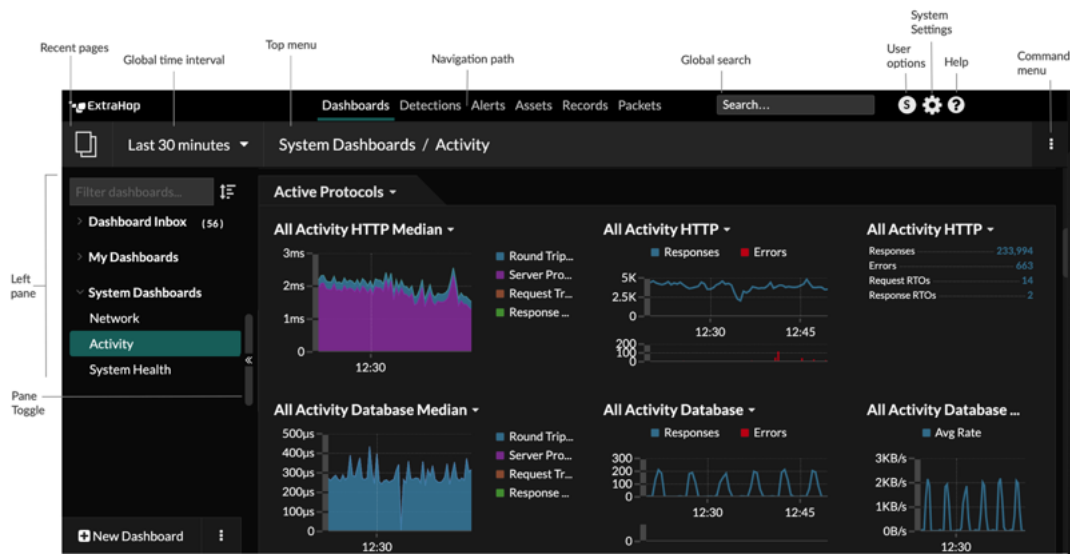 System
Settings
Recent pages
Global time interval
Top menu
Navigation path
Global search
User
options
Help
Command
menu
ExtraHop
Dashboards Detections Alerts Assets Records Packets
Search...
S
?
Last 30 minutes
System Dashboards / Activity
Left
pane
Pane
Toggle
Filter dashboards...
Dashboard Inbox (56)
My Dashboards
System Dashboards
Network
Activity
System Health
New Dashboard
Active Protocols
All Activity HTTP Median
3ms
2ms
1ms
0
12:30
Round Trip...
Server Pro...
Request Tr...
Response ...
All Activity HTTP
Responses Errors
5K
2.5K
0
12:30 12:45
200
100
0
All Activity HTTP
Responses 233,994
Errors 663
Request RTOs 14
Response RTOs 2
All Activity Database Median
500µs
400µs
300µs
200µs
100µs
0
12:30
Round Trip...
Server Pro...
Request Tr...
Response ...
All Activity Database
Responses Errors
300
200
100
0
12:30 12:45
0
All Activity Database ...
Avg Rate
3KB/s
2KB/s
1KB/s
0B/s
12:30